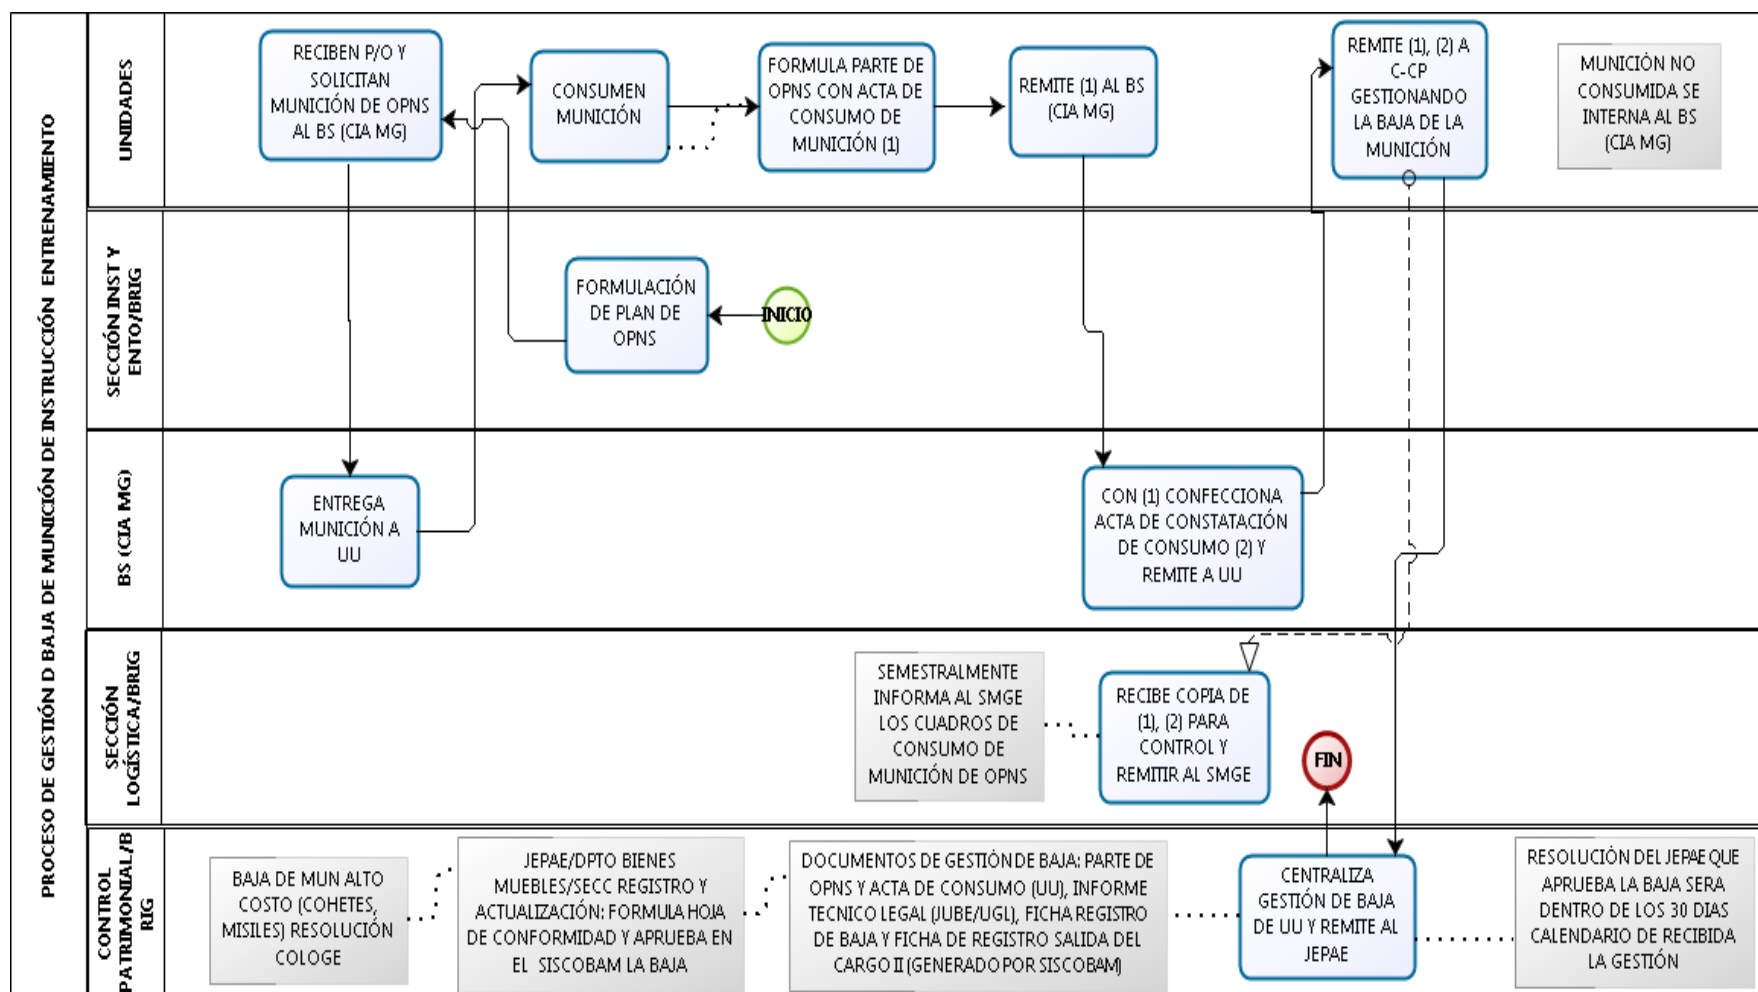 PROCESO DE GESTIÓN D BAJA DE MUNICIÓN DE INSTRUCCIÓN ENTRENAMIENTO
UNIDADES
RECIBEN P/O Y
SOLICITAN
MUNICIÓN DE OPNS
AL BS (CIA MG)
CONSUMEN
MUNICIÓN
FORMULA PARTE DE
OPNS CON ACTA DE
CONSUMO DE
MUNICIÓN (1)
REMITE (1) AL BS
(CIA MG)
REMITE (1), (2) A
C-CP
GESTIONANDO
LA BAJA DE LA
MUNICIÓN
MUNICIÓN NO
CONSUMIDA SE
INTERNA AL BS
(CIA MG)
SECCIÓN INST Y
ENTO/BRIG
FORMULACIÓN
DE PLAN DE
OPNS
INICIO
BS (CIA MG)
ENTREGA
MUNICIÓN A
UU
CON (1) CONFECCIONA
ACTA DE CONSTATACIÓN
DE CONSUMO (2) Y
REMITE A UU
SECCIÓN
LOGÍSTICA/BRIG
SEMESTRALMENTE
INFORMA AL SMGE
LOS CUADROS DE
CONSUMO DE
MUNICIÓN DE OPNS
RECIBE COPIA DE
(1), (2) PARA
CONTROL Y
REMITIR AL SMGE
FIN
CONTROL
PATRIMONIAL/B
RIG
BAJA DE MUN ALTO
COSTO (COHETES,
MISILES) RESOLUCIÓN
COLOGE
JEPAE/DPTO BIENES
MUEBLES/SECC REGISTRO Y
ACTUALIZACIÓN: FORMULA HOJA
DE CONFORMIDAD Y APRUEBA EN
EL SISCOBAM LA BAJA
DOCUMENTOS DE GESTIÓN DE BAJA: PARTE DE
OPNS Y ACTA DE CONSUMO (UU), INFORME
TECNICO LEGAL (JUBE/UGL), FICHA REGISTRO
DE BAJA Y FICHA DE REGISTRO SALIDA DEL
CARGO II (GENERADO POR SISCOBAM)
CENTRALIZA
GESTIÓN DE BAJA
DE UU Y REMITE AL
JEPAE
RESOLUCIÓN DEL JEPAE QUE
APRUEBA LA BAJA SERA
DENTRO DE LOS 30 DIAS
CALENDARIO DE RECIBIDA
LA GESTIÓN